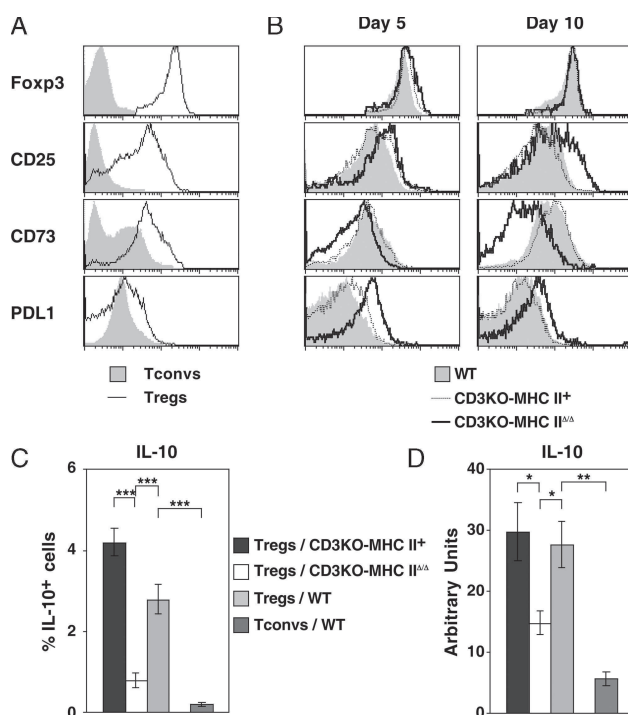 A
B
Day 5
Day 10
Foxp3
CD25
CD73
PDL1
Tconvs
Tregs
WT
CD3KO-MHC II⁺
CD3KO-MHC II^Δ/Δ
C
IL-10
% IL-10⁺ cells
6
4
2
0
***
***
***
Tregs / CD3KO-MHC II⁺
Tregs / CD3KO-MHC II^Δ/Δ
Tregs / WT
Tconvs / WT
D
IL-10
Arbitrary Units
40
30
20
10
0
*
*
**